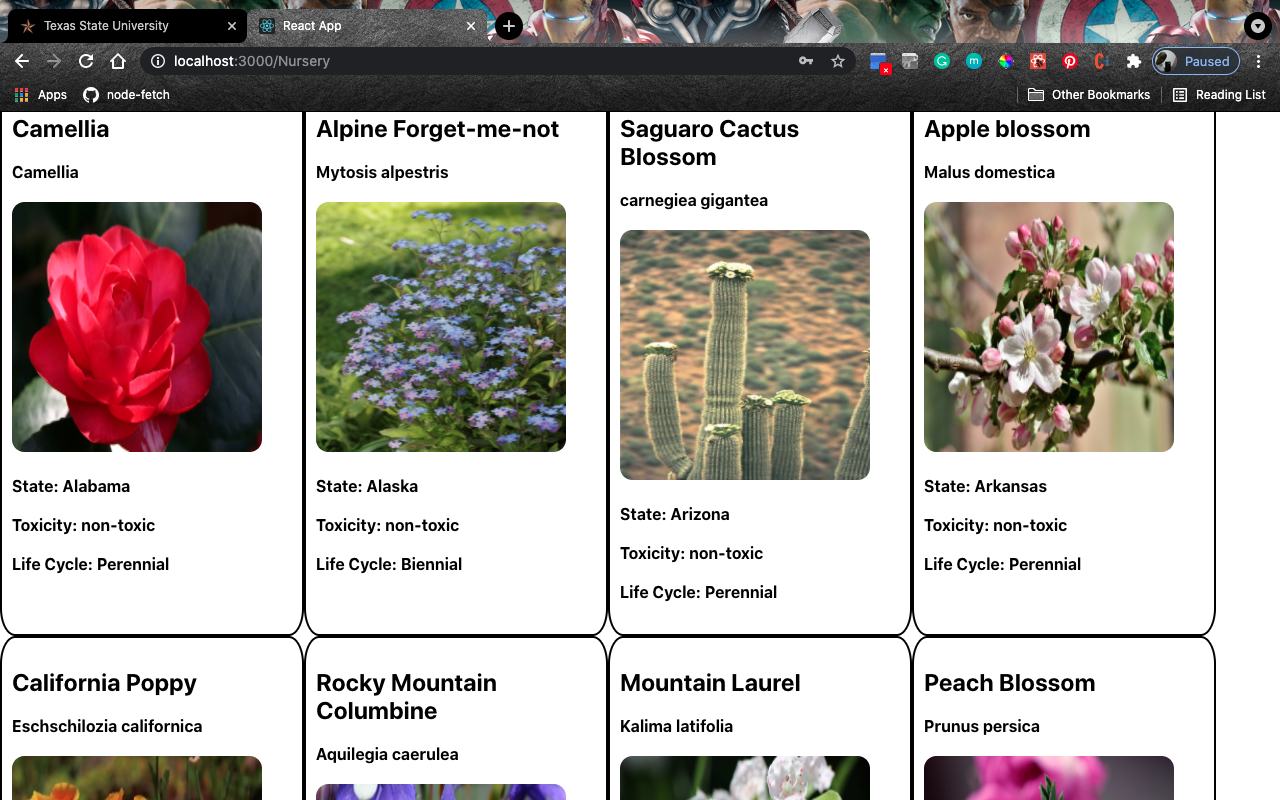 Texas State University
React App
localhost:3000/Nursery
Paused
Apps
node-fetch
Other Bookmarks
Reading List
Camellia
Camellia
State: Alabama
Toxicity: non-toxic
Life Cycle: Perennial
Alpine Forget-me-not
Mytosis alpestris
State: Alaska
Toxicity: non-toxic
Life Cycle: Biennial
Saguaro Cactus
Blossom
carnegiea gigantea
State: Arizona
Toxicity: non-toxic
Life Cycle: Perennial
Apple blossom
Malus domestica
State: Arkansas
Toxicity: non-toxic
Life Cycle: Perennial
California Poppy
Eschschilozia californica
Rocky Mountain
Columbine
Aquilegia caerulea
Mountain Laurel
Kalima latifolia
Peach Blossom
Prunus persica